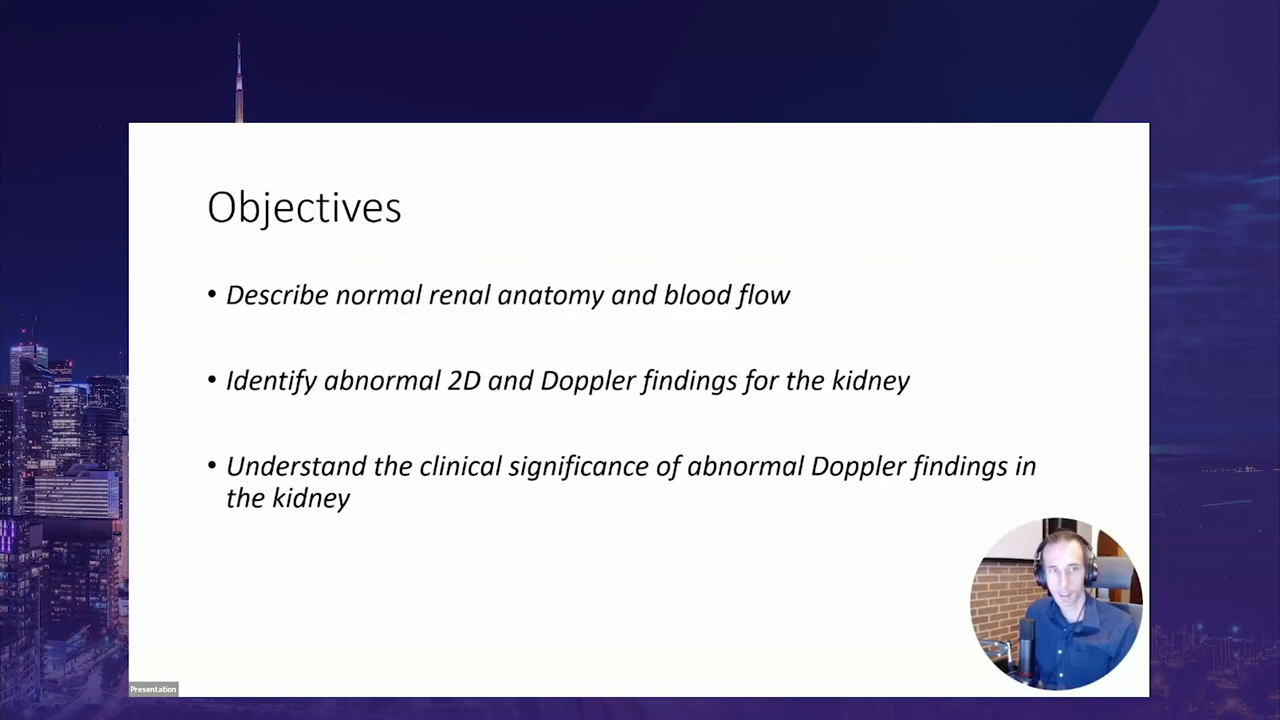 Objectives
• Describe normal renal anatomy and blood flow
• Identify abnormal 2D and Doppler findings for the kidney
• Understand the clinical significance of abnormal Doppler findings in
the kidney
Presentation